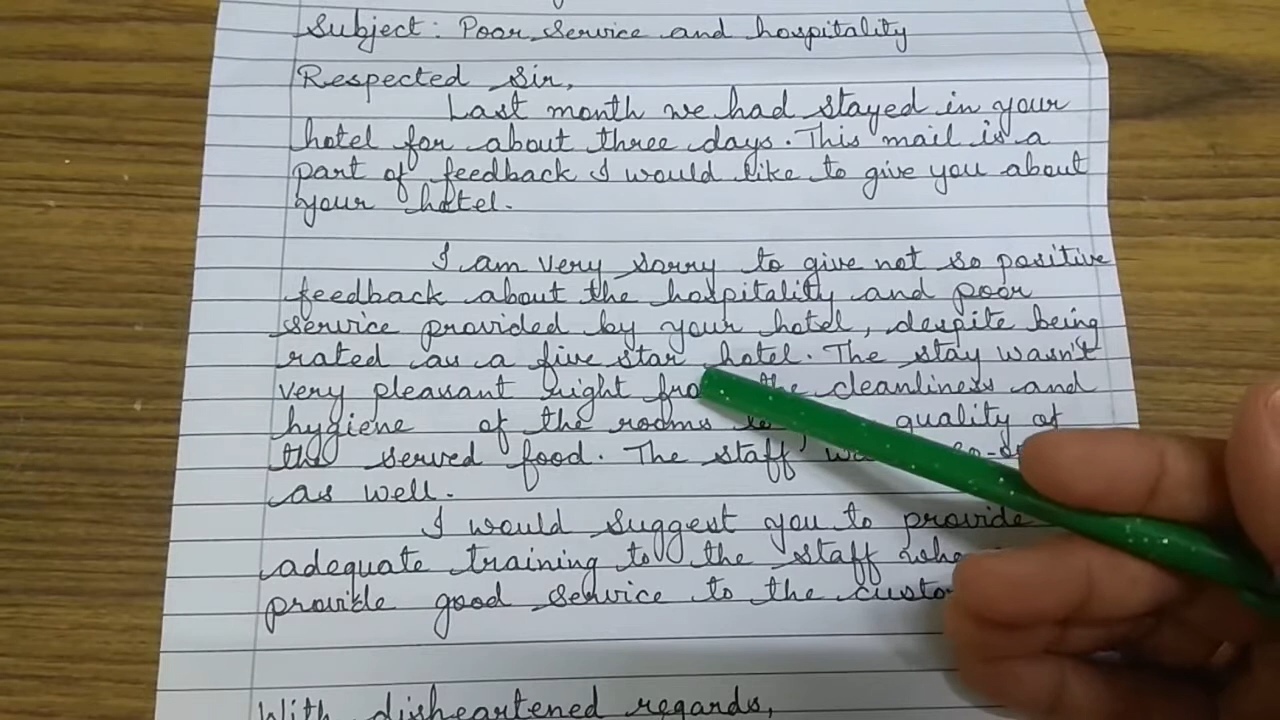 Subject: Poor service and hospitality
Respected Sir,
Last month we had stayed in your
hotel for about three days. This mail is a
part of feedback I would like to give you about
your hotel.
I am very sorry to give not so positive
feedback about the hospitality and poor
service provided by your hotel, despite being
rated as a five star hotel. The stay wasn't
very pleasant right the cleanliness and
hygiene of the rooms quality of
the served food. The staff
as well.
I would suggest you to provide
adequate training to the staff
provide good service to the
With disheartened regards,